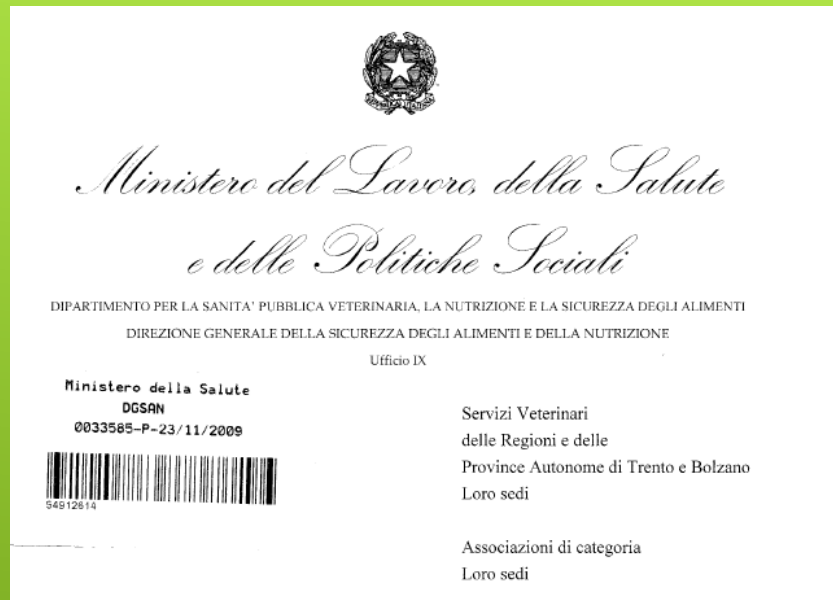 Ministero del Lavoro, della Salute
e delle Politiche Sociali
DIPARTIMENTO PER LA SANITA' PUBBLICA VETERINARIA, LA NUTRIZIONE E LA SICUREZZA DEGLI ALIMENTI
DIREZIONE GENERALE DELLA SICUREZZA DEGLI ALIMENTI E DELLA NUTRIZIONE
Ufficio IX
Ministero della Salute
DGSAN
0033585-P-23/11/2009
54912614
Servizi Veterinari
delle Regioni e delle
Province Autonome di Trento e Bolzano
Loro sedi
Associazioni di categoria
Loro sedi